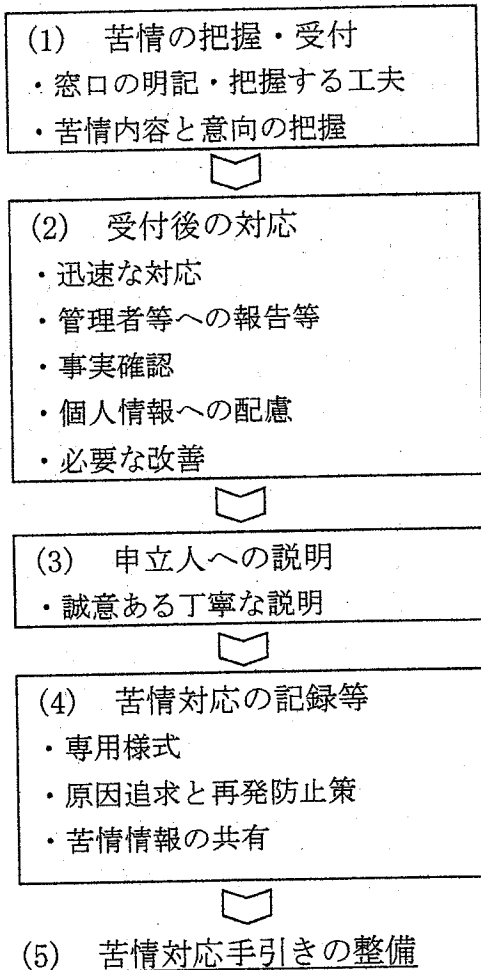 (1) 苦情の把握・受付
・窓口の明記・把握する工夫
・苦情内容と意向の把握
(2) 受付後の対応
・迅速な対応
・管理者等への報告等
・事実確認
・個人情報への配慮
・必要な改善
(3) 申立人への説明
・誠意ある丁寧な説明
(4) 苦情対応の記録等
・専用様式
・原因追求と再発防止策
・苦情情報の共有
(5) 苦情対応手引きの整備